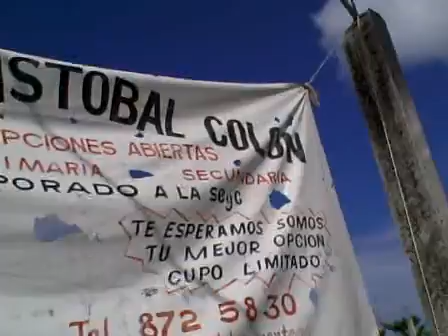 ISTOBAL COLON
PCIONES ABIERTAS
IMARIA SECUNDARIA
PORADO A LA SEyC
TE ESPERAMOS SOMOS
TU MEJOR OPCION
CUPO LIMITADO
Tel 872 5830